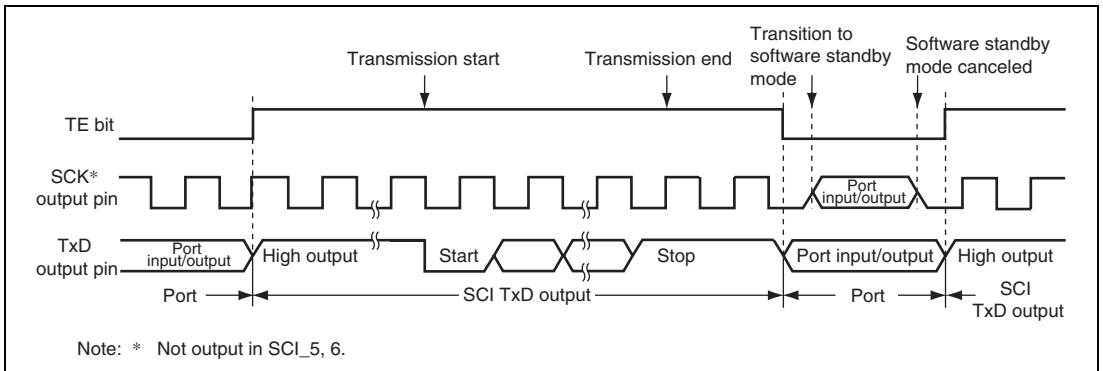 Transmission start
Transmission end
Transition to
software standby
mode
Software standby
mode canceled
TE bit
SCK*
output pin
Port
input/output
TxD
output pin
Port
input/output
High output
Start
Stop
Port input/output
High output
Port
SCI TxD output
Port
SCI
TxD output
Note: * Not output in SCI_5, 6.